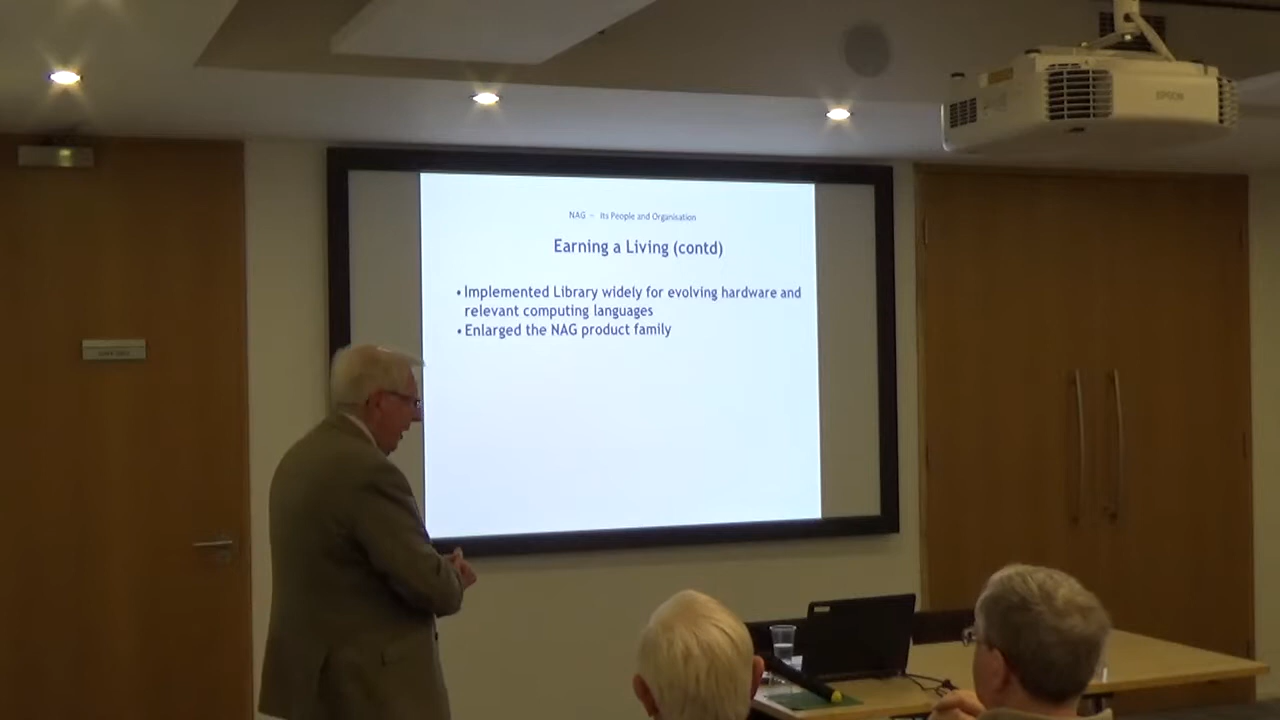 NAG - Its People and Organisation
Earning a Living (contd)
• Implemented Library widely for evolving hardware and
relevant computing languages
• Enlarged the NAG product family
EPSON